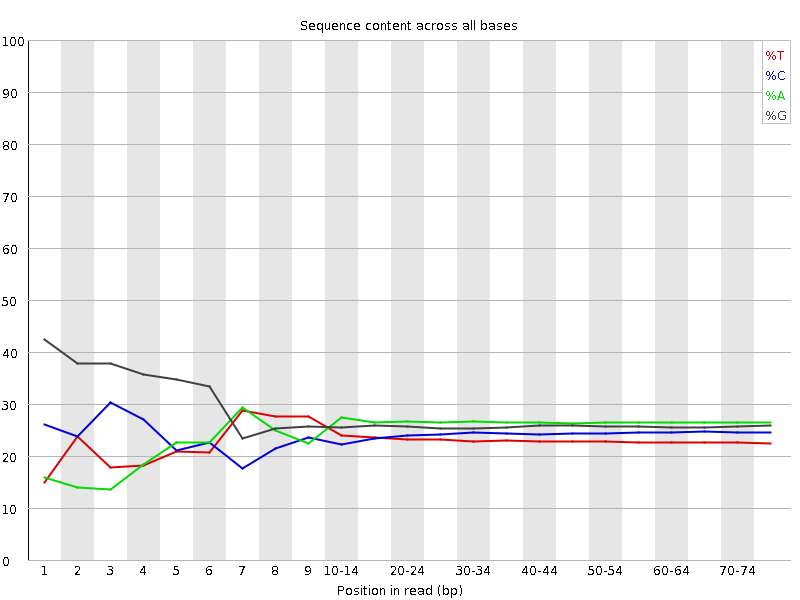 Sequence content across all bases
100
90
80
70
60
50
40
30
20
10
0
%T
%C
%A
%G
1 2 3 4 5 6 7 8 9 10-14 20-24 30-34 40-44 50-54 60-64 70-74
Position in read (bp)